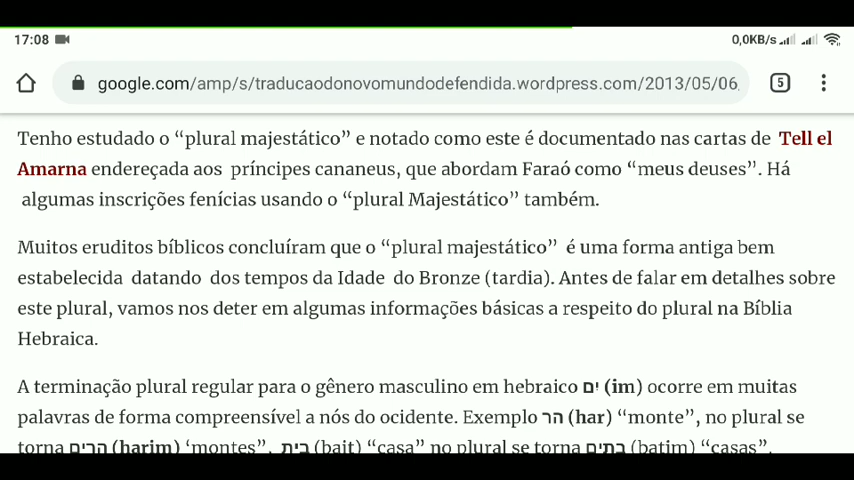 17:08
0,0KB/s
google.com/amp/s/traducaodonovomundodefendida.wordpress.com/2013/05/06
5
Tenho estudado o “plural majestático” e notado como este é documentado nas cartas de Tell el
Amarna endereçada aos príncipes cananeus, que abordam Faraó como “meus deuses”. Há
algumas inscrições fenícias usando o “plural Majestático” também.
Muitos eruditos bíblicos concluíram que o “plural majestático” é uma forma antiga bem
estabelecida datando dos tempos da Idade do Bronze (tardia). Antes de falar em detalhes sobre
este plural, vamos nos deter em algumas informações básicas a respeito do plural na Bíblia
Hebraica.
A terminação plural regular para o gênero masculino em hebraico ים (im) ocorre em muitas
palavras de forma compreensível a nós do ocidente. Exemplo הר (har) “monte”, no plural se
torna הרים (harim) ‘montes”, בית (bait) “casa” no plural se torna בתים (batim) “casas”.